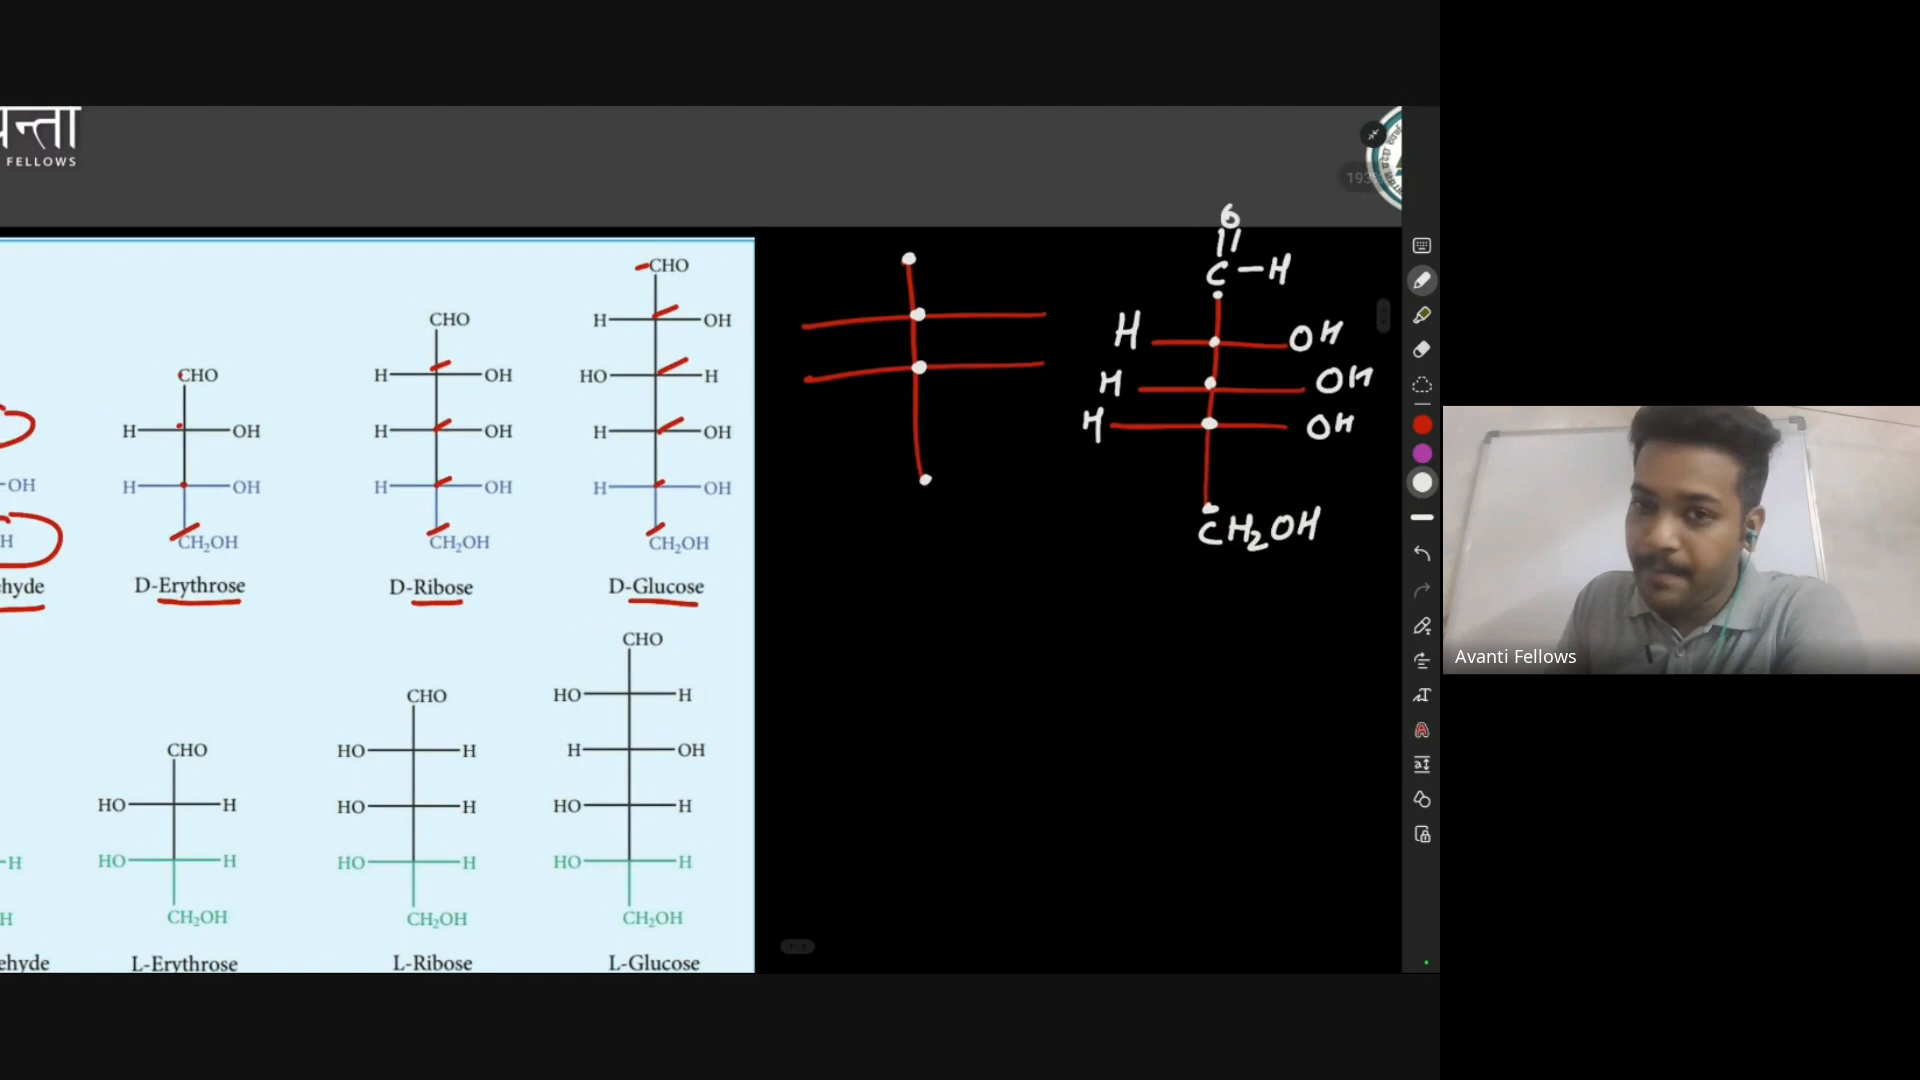 न्ता
FELLOWS
193
CHO
H OH
HO H
H OH
H OH
CH₂OH
D-Glucose
CHO
H OH
H OH
H OH
CH₂OH
D-Ribose
CHO
H OH
H OH
CH₂OH
D-Erythrose
-OH
H
hyde
O
C-H
H OH
H OH
H OH
CH₂OH
CHO
HO H
H OH
HO H
HO H
CH₂OH
L-Glucose
CHO
HO H
HO H
HO H
CH₂OH
L-Ribose
CHO
HO H
HO H
CH₂OH
L-Erythrose
-H
H
ehyde
Avanti Fellows